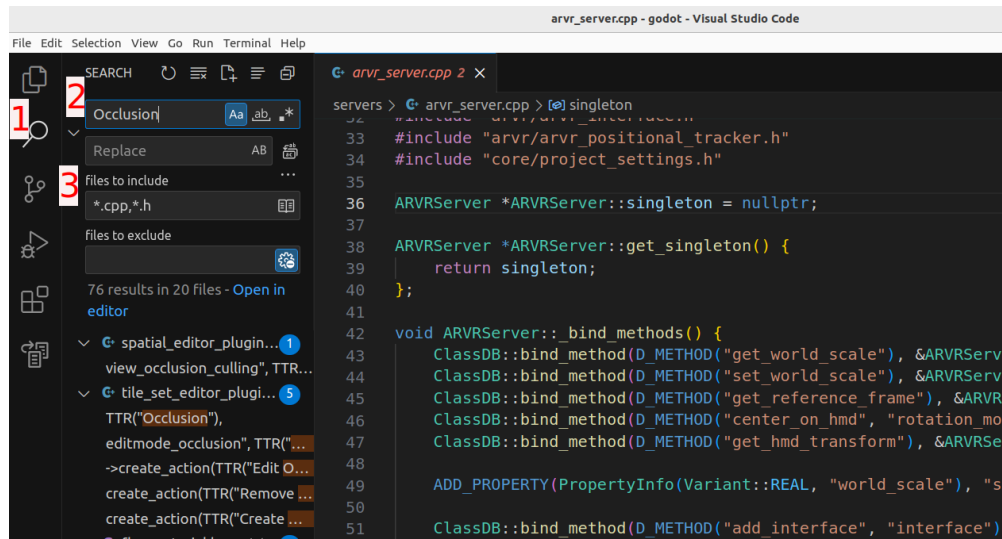 arvr_server.cpp - godot - Visual Studio Code
File Edit Selection View Go Run Terminal Help
SEARCH
1
2
Occlusion
Aa ab, .*
Replace
AB
3
files to include
...
*.cpp,*.h
files to exclude
76 results in 20 files - Open in
editor
spatial_editor_plugin... 1
view_occlusion_culling", TTR...
tile_set_editor_plugi... 5
TTR("Occlusion"),
editmode_occlusion", TTR("...
->create_action(TTR("Edit O...
create_action(TTR("Remove ...
create_action(TTR("Create ...
arvr_server.cpp 2 ×
servers > arvr_server.cpp > singleton
32 #include "arvr/arvr_interface.h"
33 #include "arvr/arvr_positional_tracker.h"
34 #include "core/project_settings.h"
35
36 ARVRServer *ARVRServer::singleton = nullptr;
37
38 ARVRServer *ARVRServer::get_singleton() {
39 return singleton;
40 };
41
42 void ARVRServer::_bind_methods() {
43 ClassDB::bind_method(D_METHOD("get_world_scale"), &ARVRServ
44 ClassDB::bind_method(D_METHOD("set_world_scale"), &ARVRServ
45 ClassDB::bind_method(D_METHOD("get_reference_frame"), &ARVR
46 ClassDB::bind_method(D_METHOD("center_on_hmd", "rotation_mo
47 ClassDB::bind_method(D_METHOD("get_hmd_transform"), &ARVRSe
48
49 ADD_PROPERTY(PropertyInfo(Variant::REAL, "world_scale"), "s
50
51 ClassDB::bind_method(D_METHOD("add_interface", "interface")